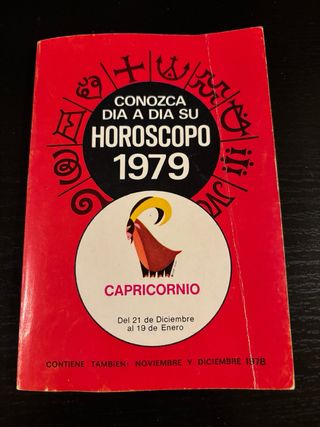 CONOZCA
DIA A DIA SU
HOROSCOPO
1979
CAPRICORNIO
Del 21 de Diciembre
al 19 de Enero
CONTIENE TAMBIEN: NOVIEMBRE Y DICIEMBRE 1978